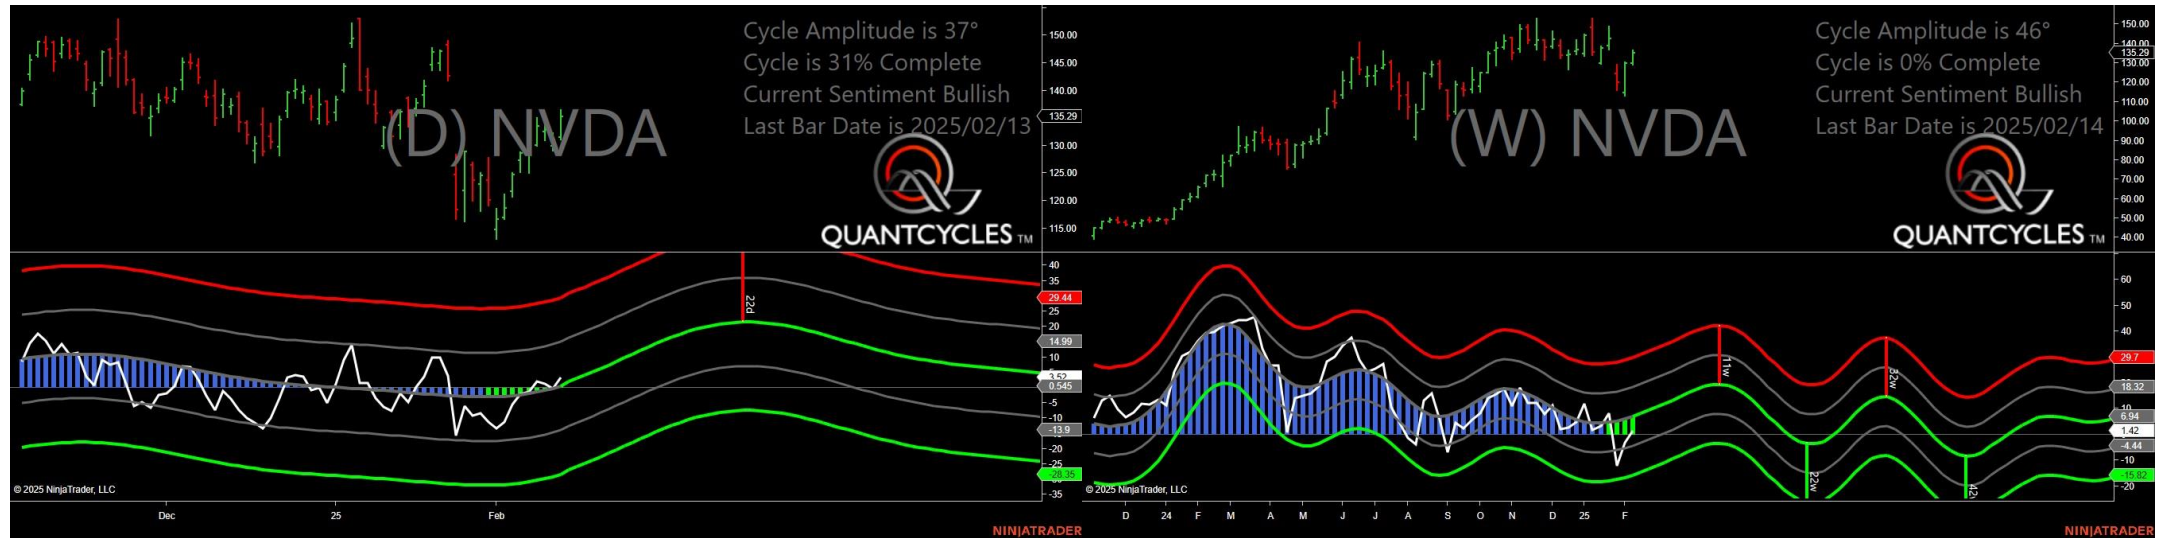 Cycle Amplitude is 37°
Cycle is 31% Complete
Current Sentiment Bullish
Last Bar Date is 2025/02/13
(D) NVDA
QUANTCYCLES TM
150.00
145.00
140.00
135.29
130.00
125.00
120.00
115.00
40
35
29.44
25
20
14.99
10
3.52
0.545
-5
-10
-13.9
-20
-25
-28.35
-35
22d
© 2025 NinjaTrader, LLC
Dec
25
Feb
NINJATRADER
Cycle Amplitude is 46°
Cycle is 0% Complete
Current Sentiment Bullish
Last Bar Date is 2025/02/14
(W) NVDA
QUANTCYCLES TM
150.00
140.00
135.29
130.00
120.00
110.00
100.00
90.00
80.00
70.00
60.00
50.00
40.00
60
50
40
29.7
18.32
10
6.94
1.42
-4.44
-10
-15.82
-20
11w
22w
32w
© 2025 NinjaTrader, LLC
D 24 F M A M J J A S O N D 25 F
NINJATRADER